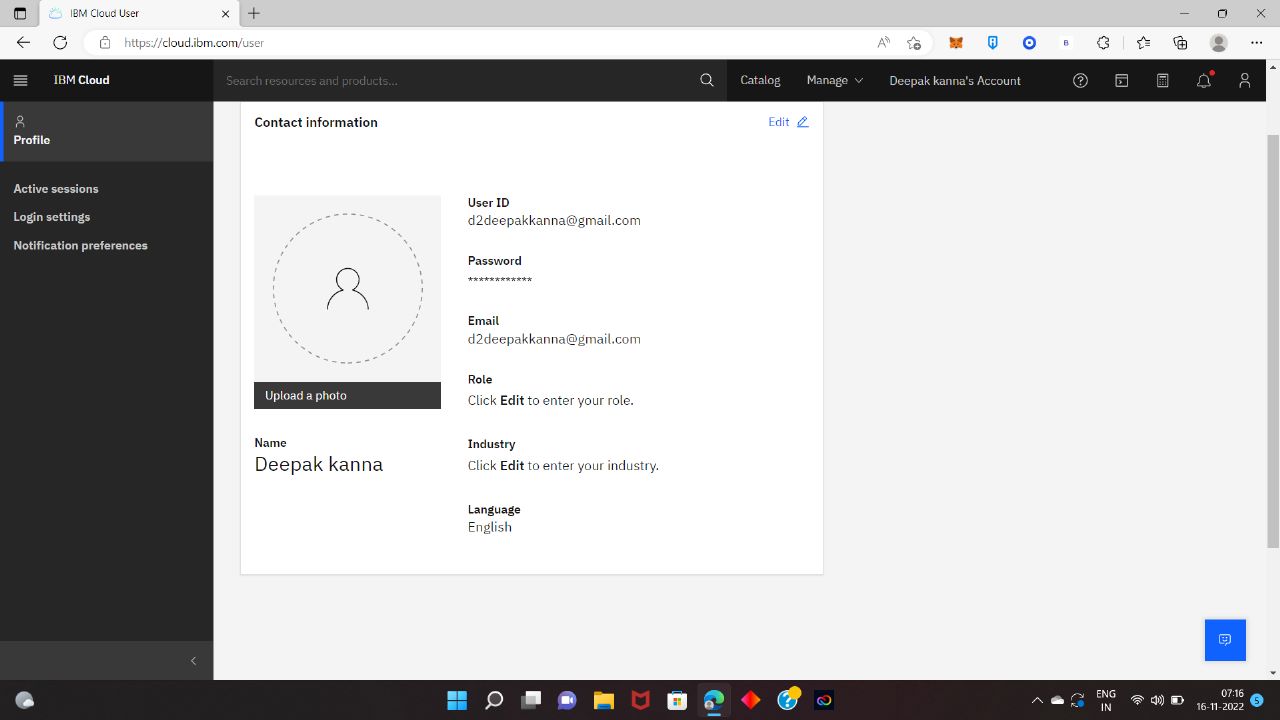 IBM Cloud User
https://cloud.ibm.com/user
IBM Cloud
Search resources and products...
Catalog
Manage
Deepak kanna's Account
Profile
Active sessions
Login settings
Notification preferences
Contact information
Edit
User ID
d2deepakkanna@gmail.com
Password
************
Email
d2deepakkanna@gmail.com
Role
Click Edit to enter your role.
Upload a photo
Name
Deepak kanna
Industry
Click Edit to enter your industry.
Language
English
ENG
IN
07:16
16-11-2022
5